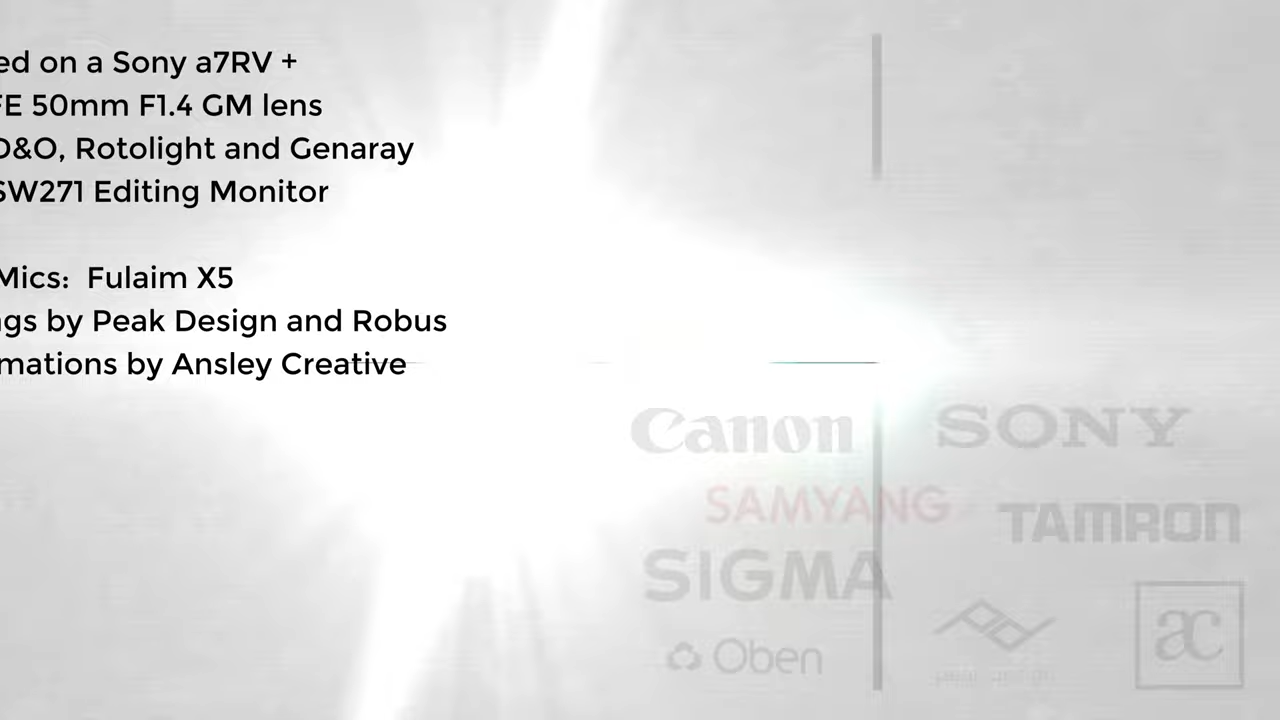 ed on a Sony a7RV +
FE 50mm F1.4 GM lens
O&O, Rotolight and Genaray
SW271 Editing Monitor
Mics: Fulaim X5
ngs by Peak Design and Robus
mations by Ansley Creative
Canon
SONY
SAMYANG
TAMRON
SIGMA
Oben
ac